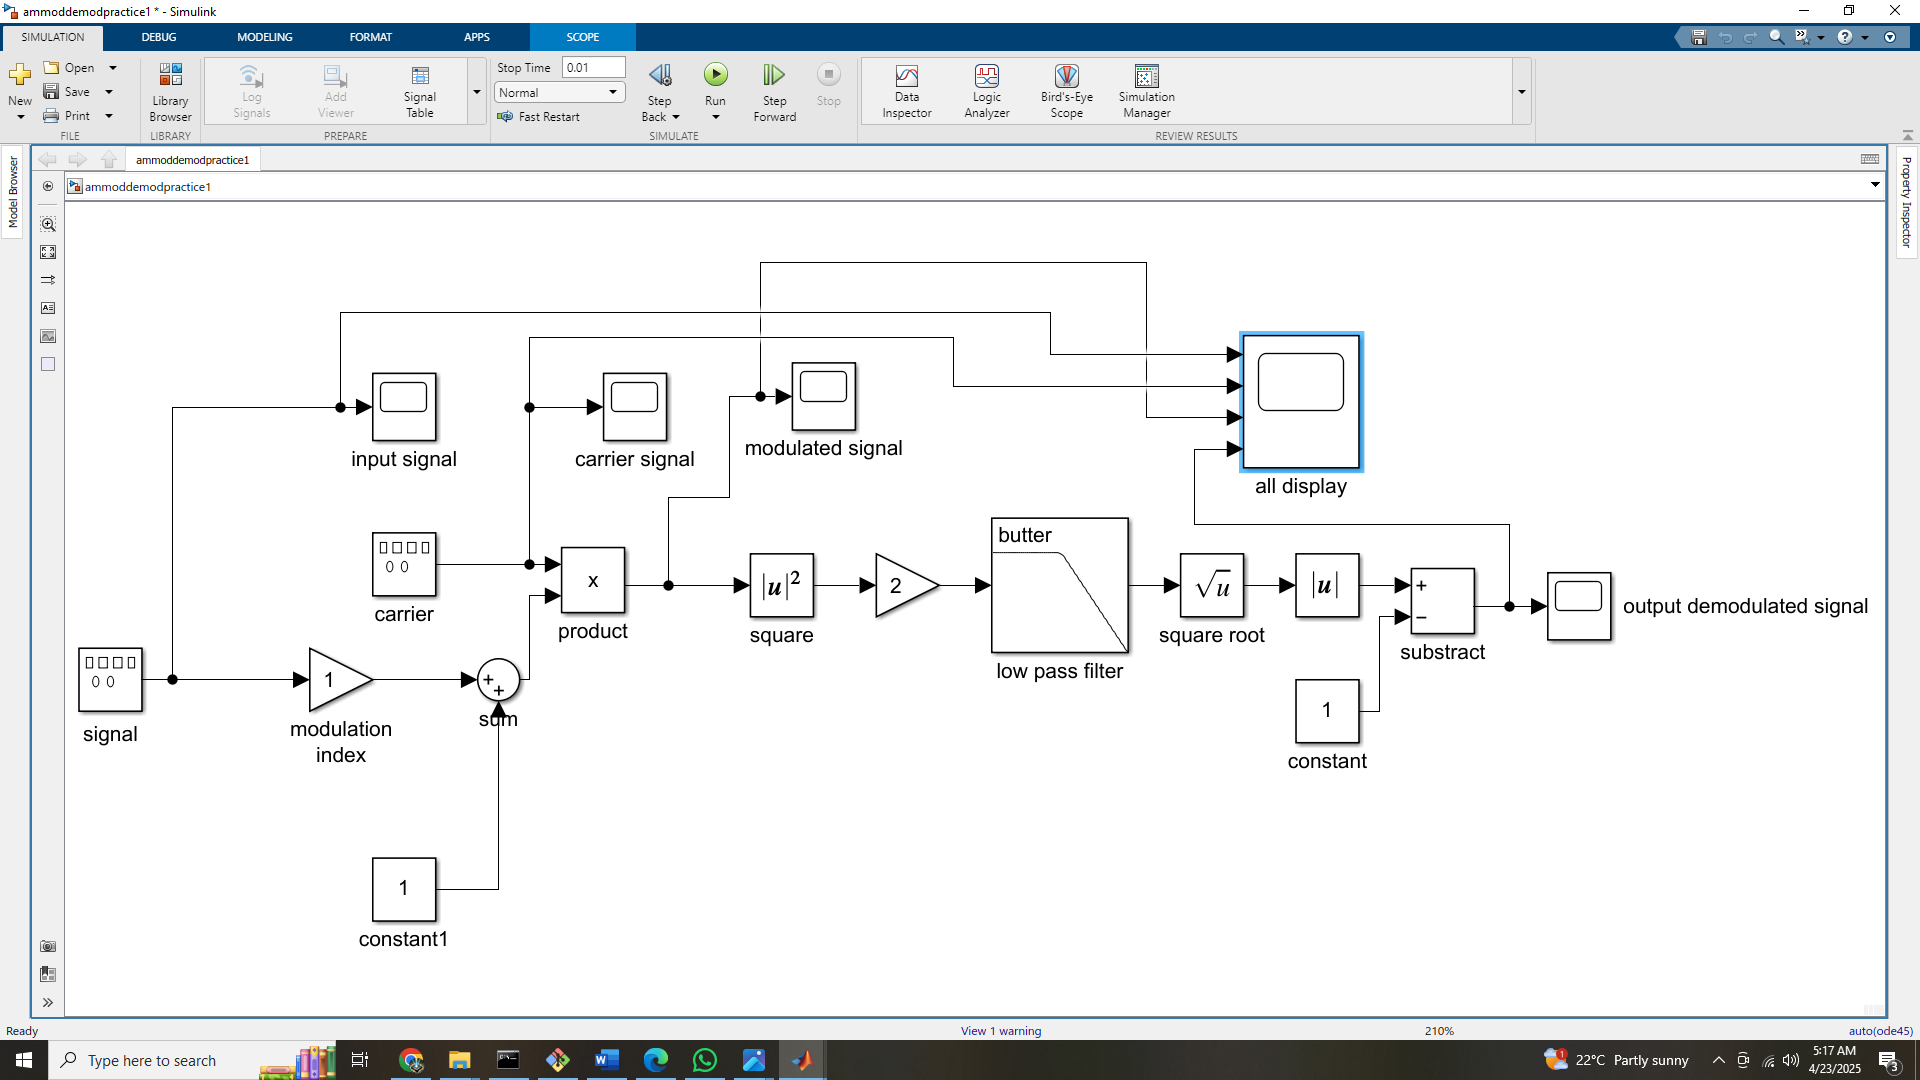 ammoddemodpractice1 * - Simulink
SIMULATION
DEBUG
MODELING
FORMAT
APPS
SCOPE
New
Open
Save
Print
FILE
Library
Browser
LIBRARY
Log
Signals
Add
Viewer
Signal
Table
PREPARE
Stop Time 0.01
Normal
Fast Restart
Step
Back
Run
Step
Forward
Stop
SIMULATE
Data
Inspector
Logic
Analyzer
Bird's-Eye
Scope
Simulation
Manager
REVIEW RESULTS
Model Browser
Property Inspector
ammoddemodpractice1
ammoddemodpractice1
input signal
carrier signal
modulated signal
all display
carrier
x
product
|u|²
square
2
butter
low pass filter
√u
square root
|u|
+
−
substract
output demodulated signal
signal
1
modulation
index
+
+
sum
1
constant
1
constant1
Ready
View 1 warning
210%
auto(ode45)
Type here to search
1
22°C Partly sunny
5:17 AM
4/23/2025
3